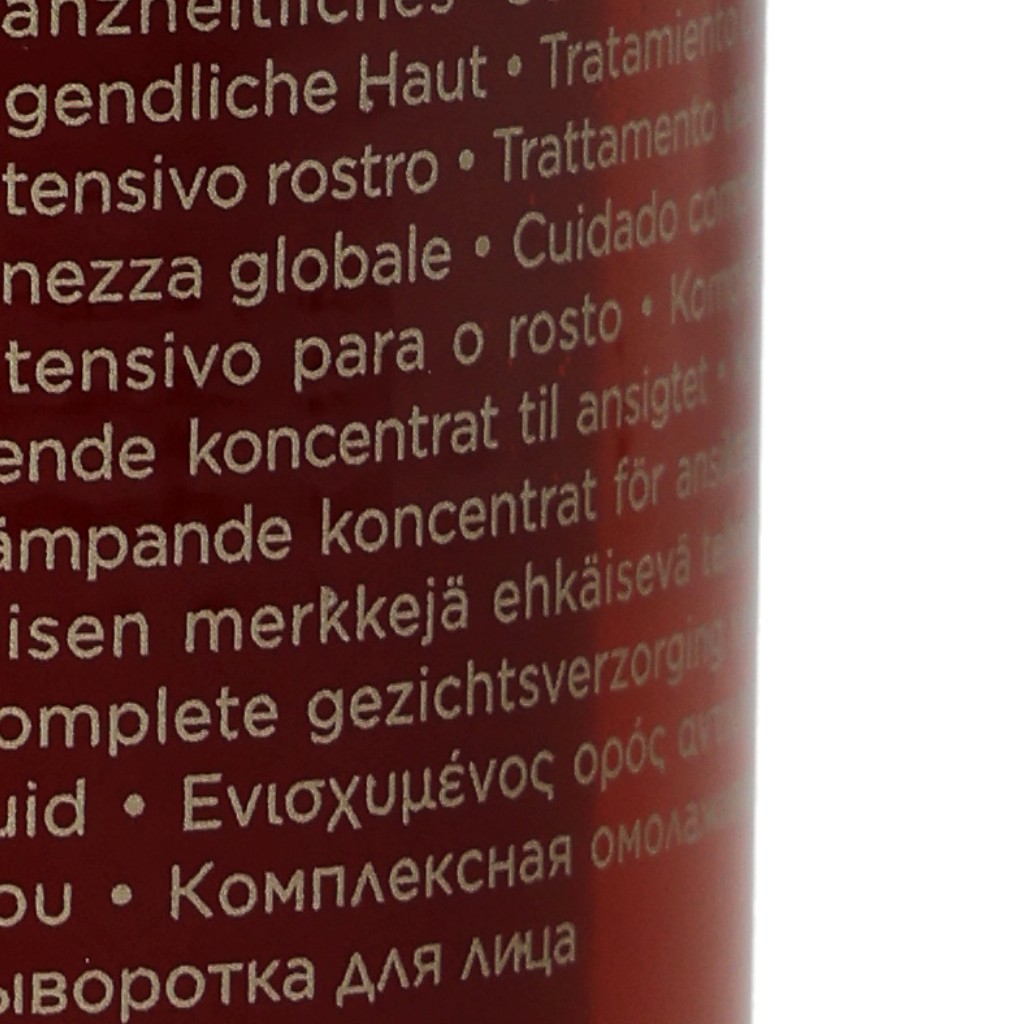 anzheitliches
gendliche Haut • Tratamiento
tensivo rostro • Trattamento
nezza globale • Cuidado
tensivo para o rosto •
ende koncentrat til ansigtet •
ämpande koncentrat för
isen merkkejä ehkäisevä
omplete gezichtsverzorging
uid • Ενισχυμένος ορός
ου • Комплексная
ыворотка для лица